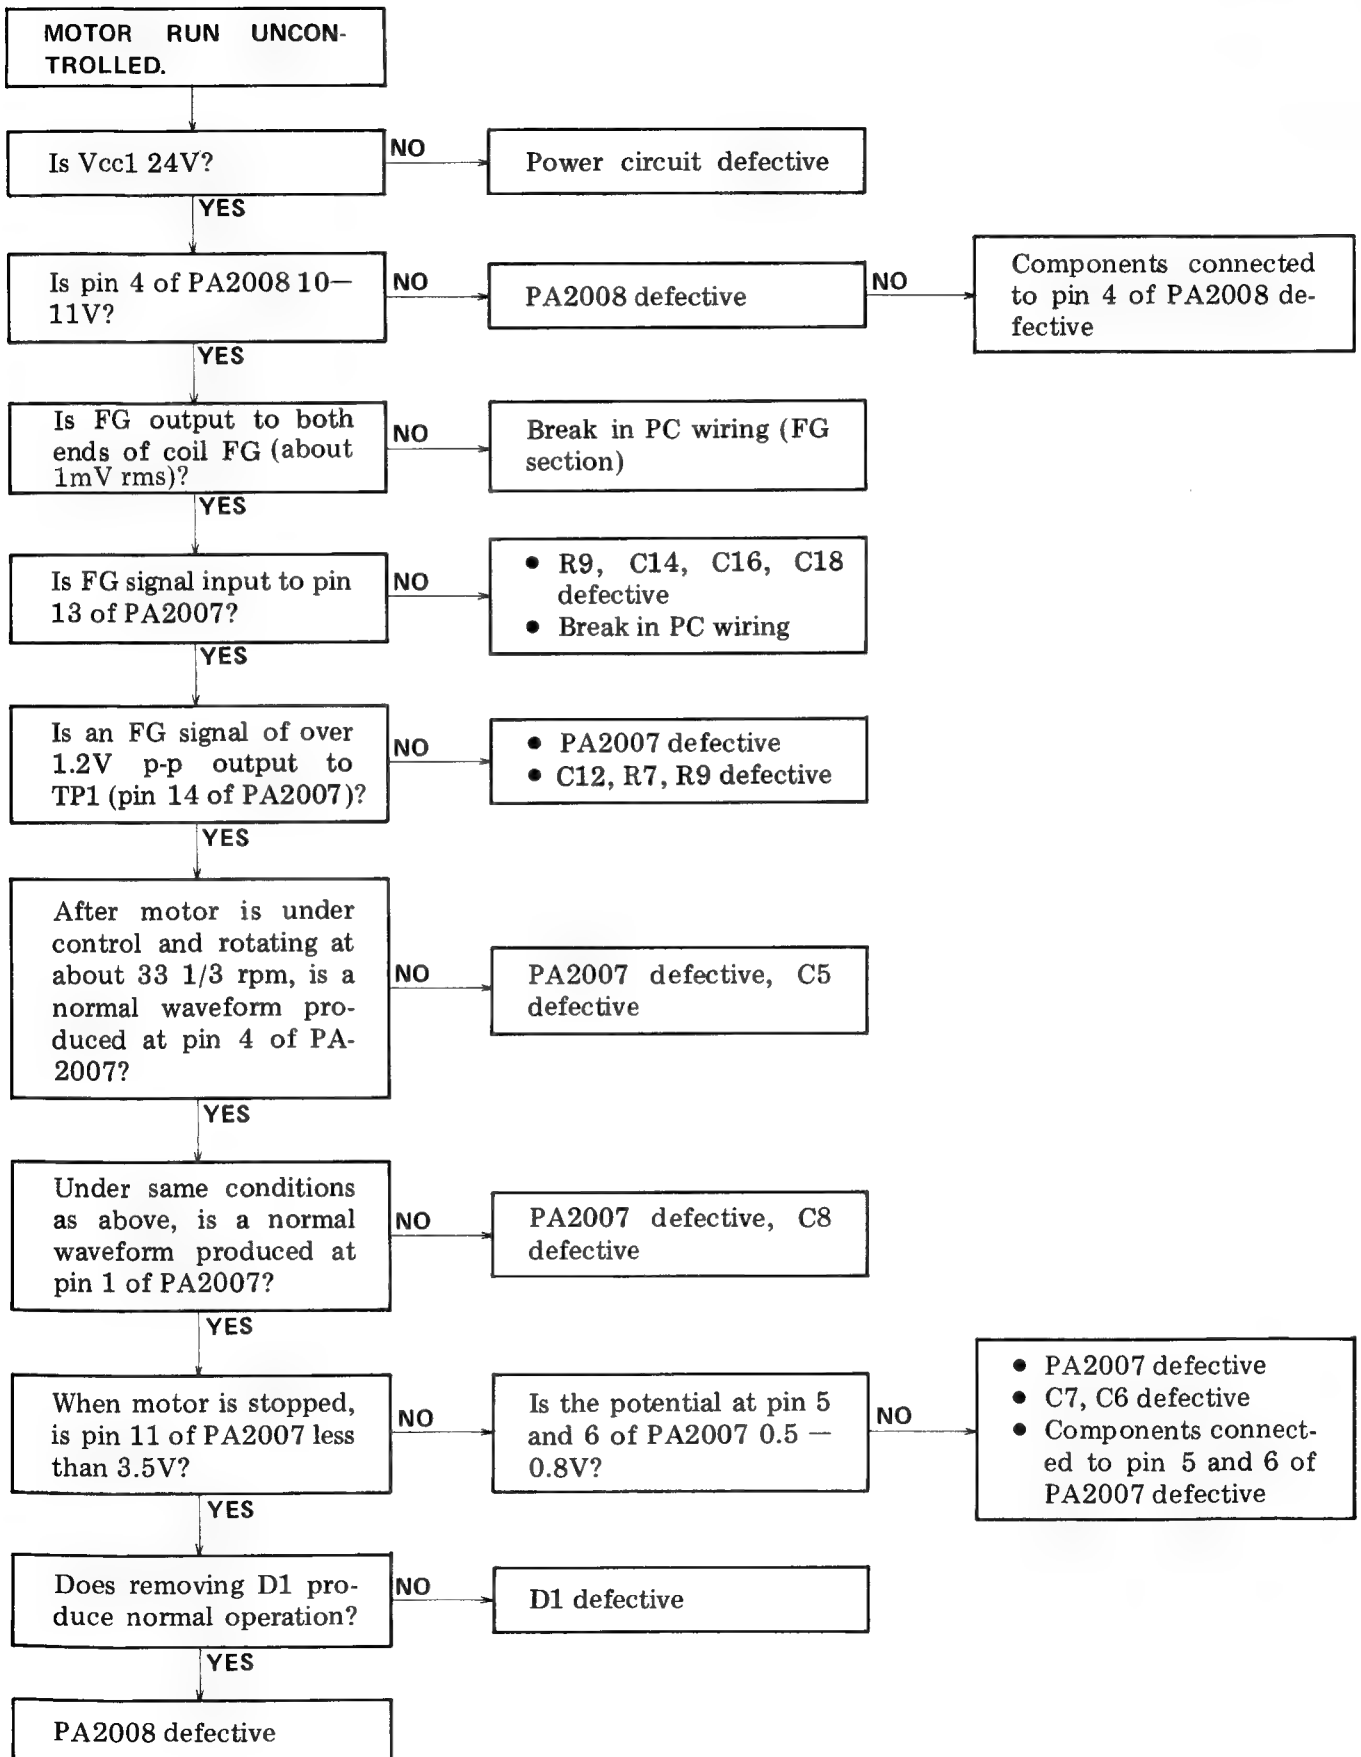 MOTOR RUN UNCON-
TROLLED.
Is Vcc1 24V?
NO
Power circuit defective
YES
Is pin 4 of PA2008 10—
11V?
NO
PA2008 defective
NO
Components connected
to pin 4 of PA2008 de-
fective
YES
Is FG output to both
ends of coil FG (about
1mV rms)?
NO
Break in PC wiring (FG
section)
YES
Is FG signal input to pin
13 of PA2007?
NO
● R9, C14, C16, C18
defective
● Break in PC wiring
YES
Is an FG signal of over
1.2V p-p output to
TP1 (pin 14 of PA2007)?
NO
● PA2007 defective
● C12, R7, R9 defective
YES
After motor is under
control and rotating at
about 33 1/3 rpm, is a
normal waveform pro-
duced at pin 4 of PA-
2007?
NO
PA2007 defective, C5
defective
YES
Under same conditions
as above, is a normal
waveform produced at
pin 1 of PA2007?
NO
PA2007 defective, C8
defective
YES
When motor is stopped,
is pin 11 of PA2007 less
than 3.5V?
NO
Is the potential at pin 5
and 6 of PA2007 0.5 —
0.8V?
NO
● PA2007 defective
● C7, C6 defective
● Components connect-
ed to pin 5 and 6 of
PA2007 defective
YES
Does removing D1 pro-
duce normal operation?
NO
D1 defective
YES
PA2008 defective